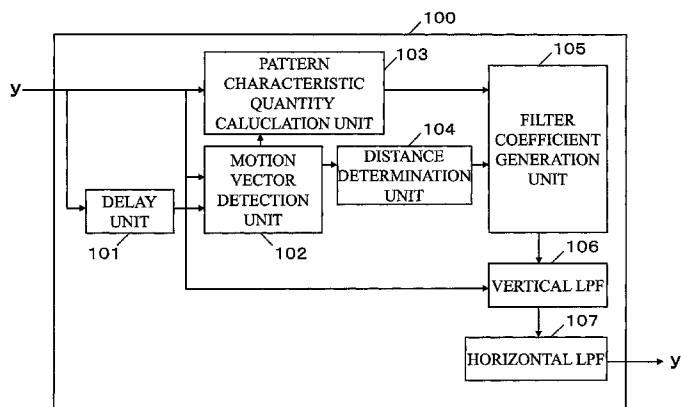 100
103
PATTERN
CHARACTERISTIC
QUANTITY
CALUCLATION UNIT
105
FILTER
COEFFICIENT
GENERATION
UNIT
y
104
DISTANCE
DETERMINATION
UNIT
MOTION
VECTOR
DETECTION
UNIT
102
DELAY
UNIT
101
106
VERTICAL LPF
107
HORIZONTAL LPF
y